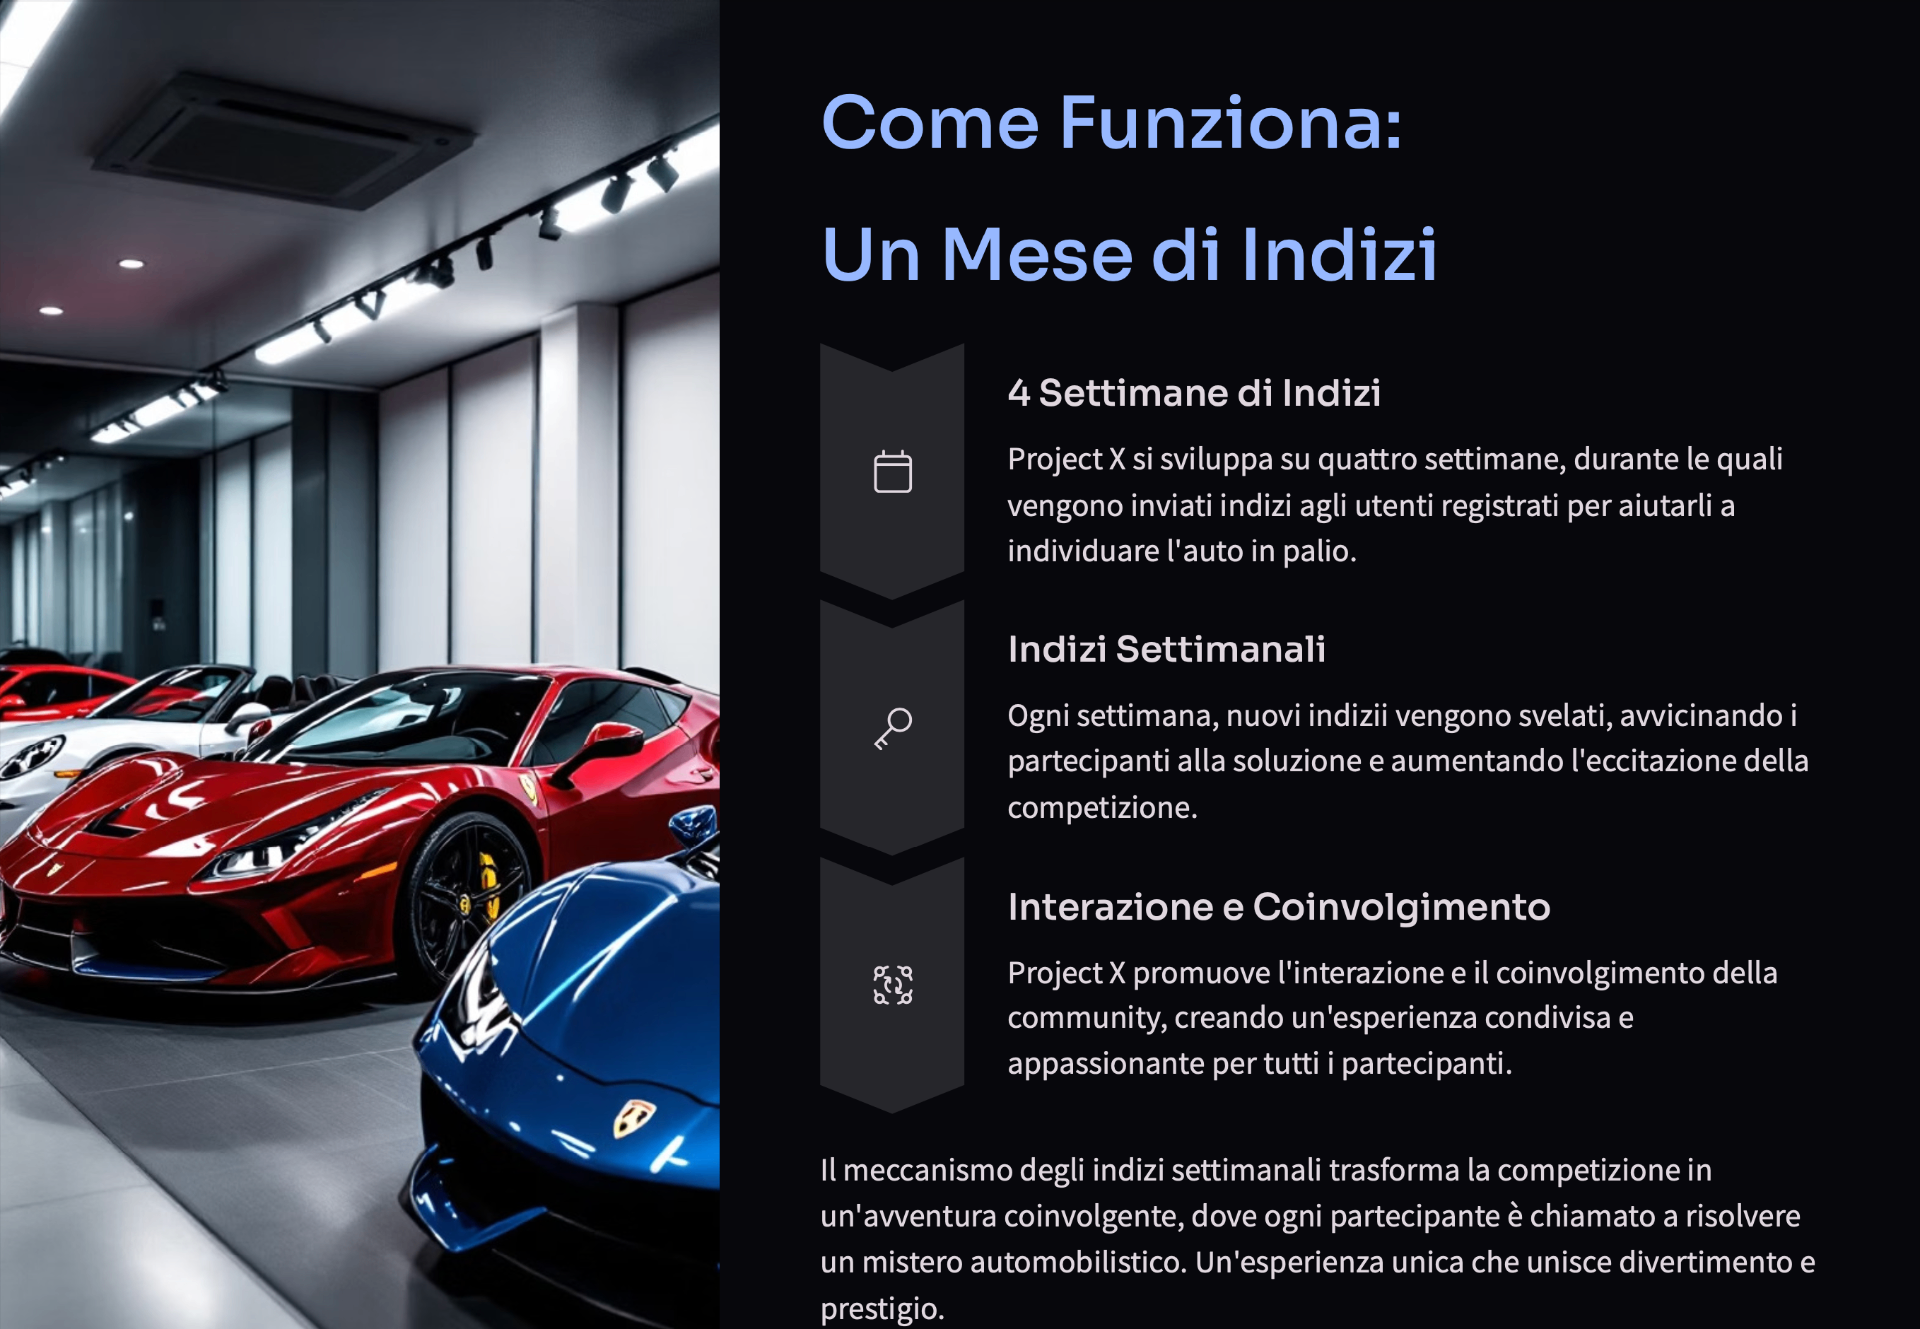 Come Funziona:
Un Mese di Indizi
4 Settimane di Indizi
Project X si sviluppa su quattro settimane, durante le quali
vengono inviati indizi agli utenti registrati per aiutarli a
individuare l'auto in palio.
Indizi Settimanali
Ogni settimana, nuovi indizii vengono svelati, avvicinando i
partecipanti alla soluzione e aumentando l'eccitazione della
competizione.
Interazione e Coinvolgimento
Project X promuove l'interazione e il coinvolgimento della
community, creando un'esperienza condivisa e
appassionante per tutti i partecipanti.
Il meccanismo degli indizi settimanali trasforma la competizione in
un'avventura coinvolgente, dove ogni partecipante è chiamato a risolvere
un mistero automobilistico. Un'esperienza unica che unisce divertimento e
prestigio.